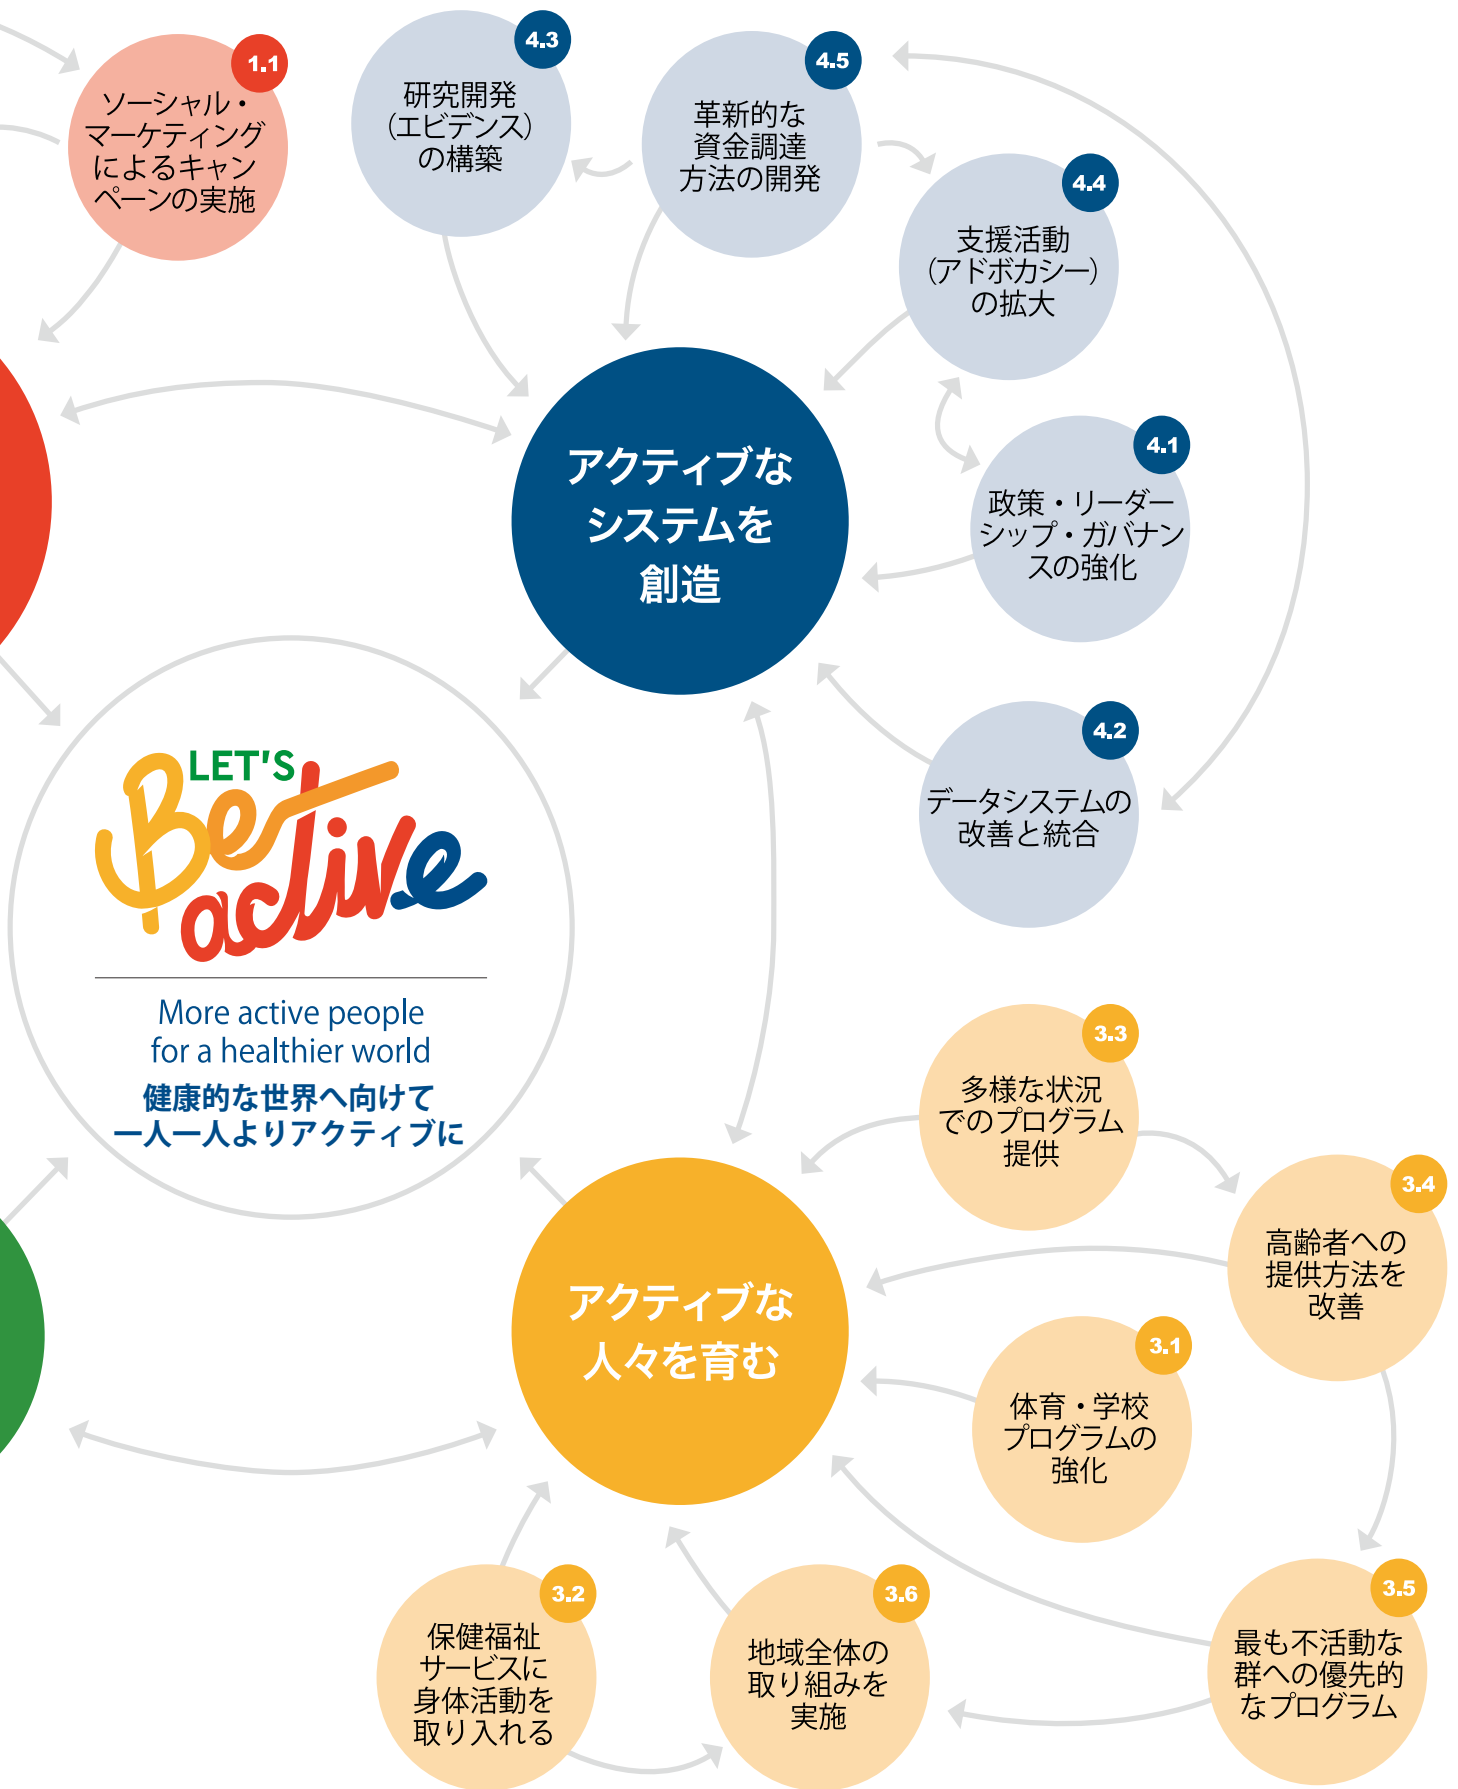 1.1
ソーシャル・
マーケティング
によるキャン
ペーンの実施
4.3
研究開発
（エビデンス）
の構築
4.5
革新的な
資金調達
方法の開発
4.4
支援活動
（アドボカシー）
の拡大
アクティブな
システムを
創造
4.1
政策・リーダー
シップ・ガバナン
スの強化
4.2
データシステムの
改善と統合
LET'S
Be
active
More active people
for a healthier world
健康的な世界へ向けて
一人一人よりアクティブに
3.3
多様な状況
でのプログラム
提供
3.4
高齢者への
提供方法を
改善
アクティブな
人々を育む
3.1
体育・学校
プログラムの
強化
3.2
保健福祉
サービスに
身体活動を
取り入れる
3.6
地域全体の
取り組みを
実施
3.5
最も不活動な
群への優先的
なプログラム